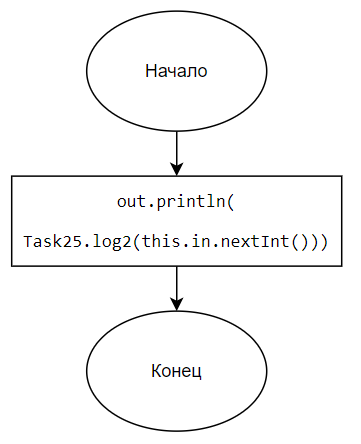 Начало
out.println(
Task25.log2(this.in.nextInt()))
Конец